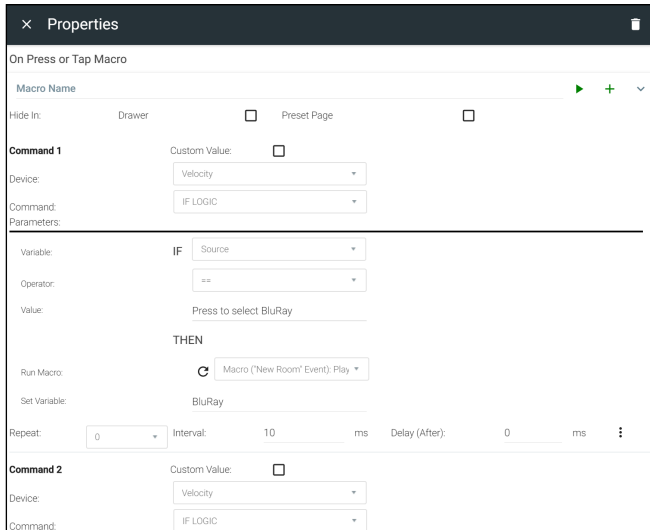 × Properties
On Press or Tap Macro
Macro Name
Hide In: Drawer Preset Page
Command 1 Custom Value:
Device: Velocity
Command: IF LOGIC
Parameters:
Variable: IF Source
Operator: ==
Value: Press to select BluRay
THEN
Run Macro: Macro ("New Room" Event): Play
Set Variable: BluRay
Repeat: 0 Interval: 10 ms Delay (After): 0 ms
Command 2 Custom Value:
Device: Velocity
Command: IF LOGIC